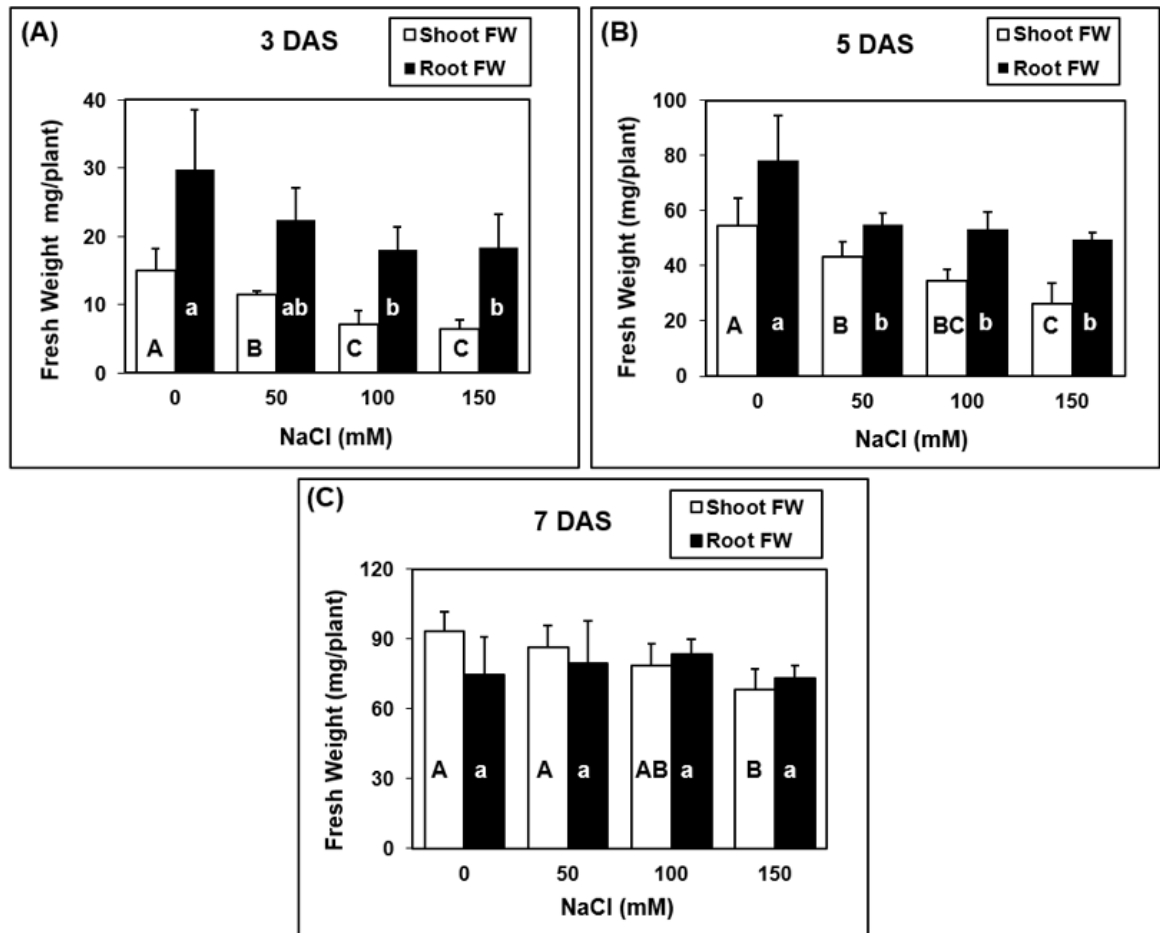 (A)
3 DAS
Shoot FW
Root FW
Fresh Weight mg/plant
40
30
20
10
0
A
a
B
ab
C
b
C
b
0 50 100 150
NaCl (mM)
(B)
5 DAS
Shoot FW
Root FW
Fresh Weight (mg/plant)
100
80
60
40
20
0
A
a
B
b
BC
b
C
b
0 50 100 150
NaCl (mM)
(C)
7 DAS
Shoot FW
Root FW
Fresh Weight (mg/plant)
120
90
60
30
0
A
a
A
a
AB
a
B
a
0 50 100 150
NaCl (mM)